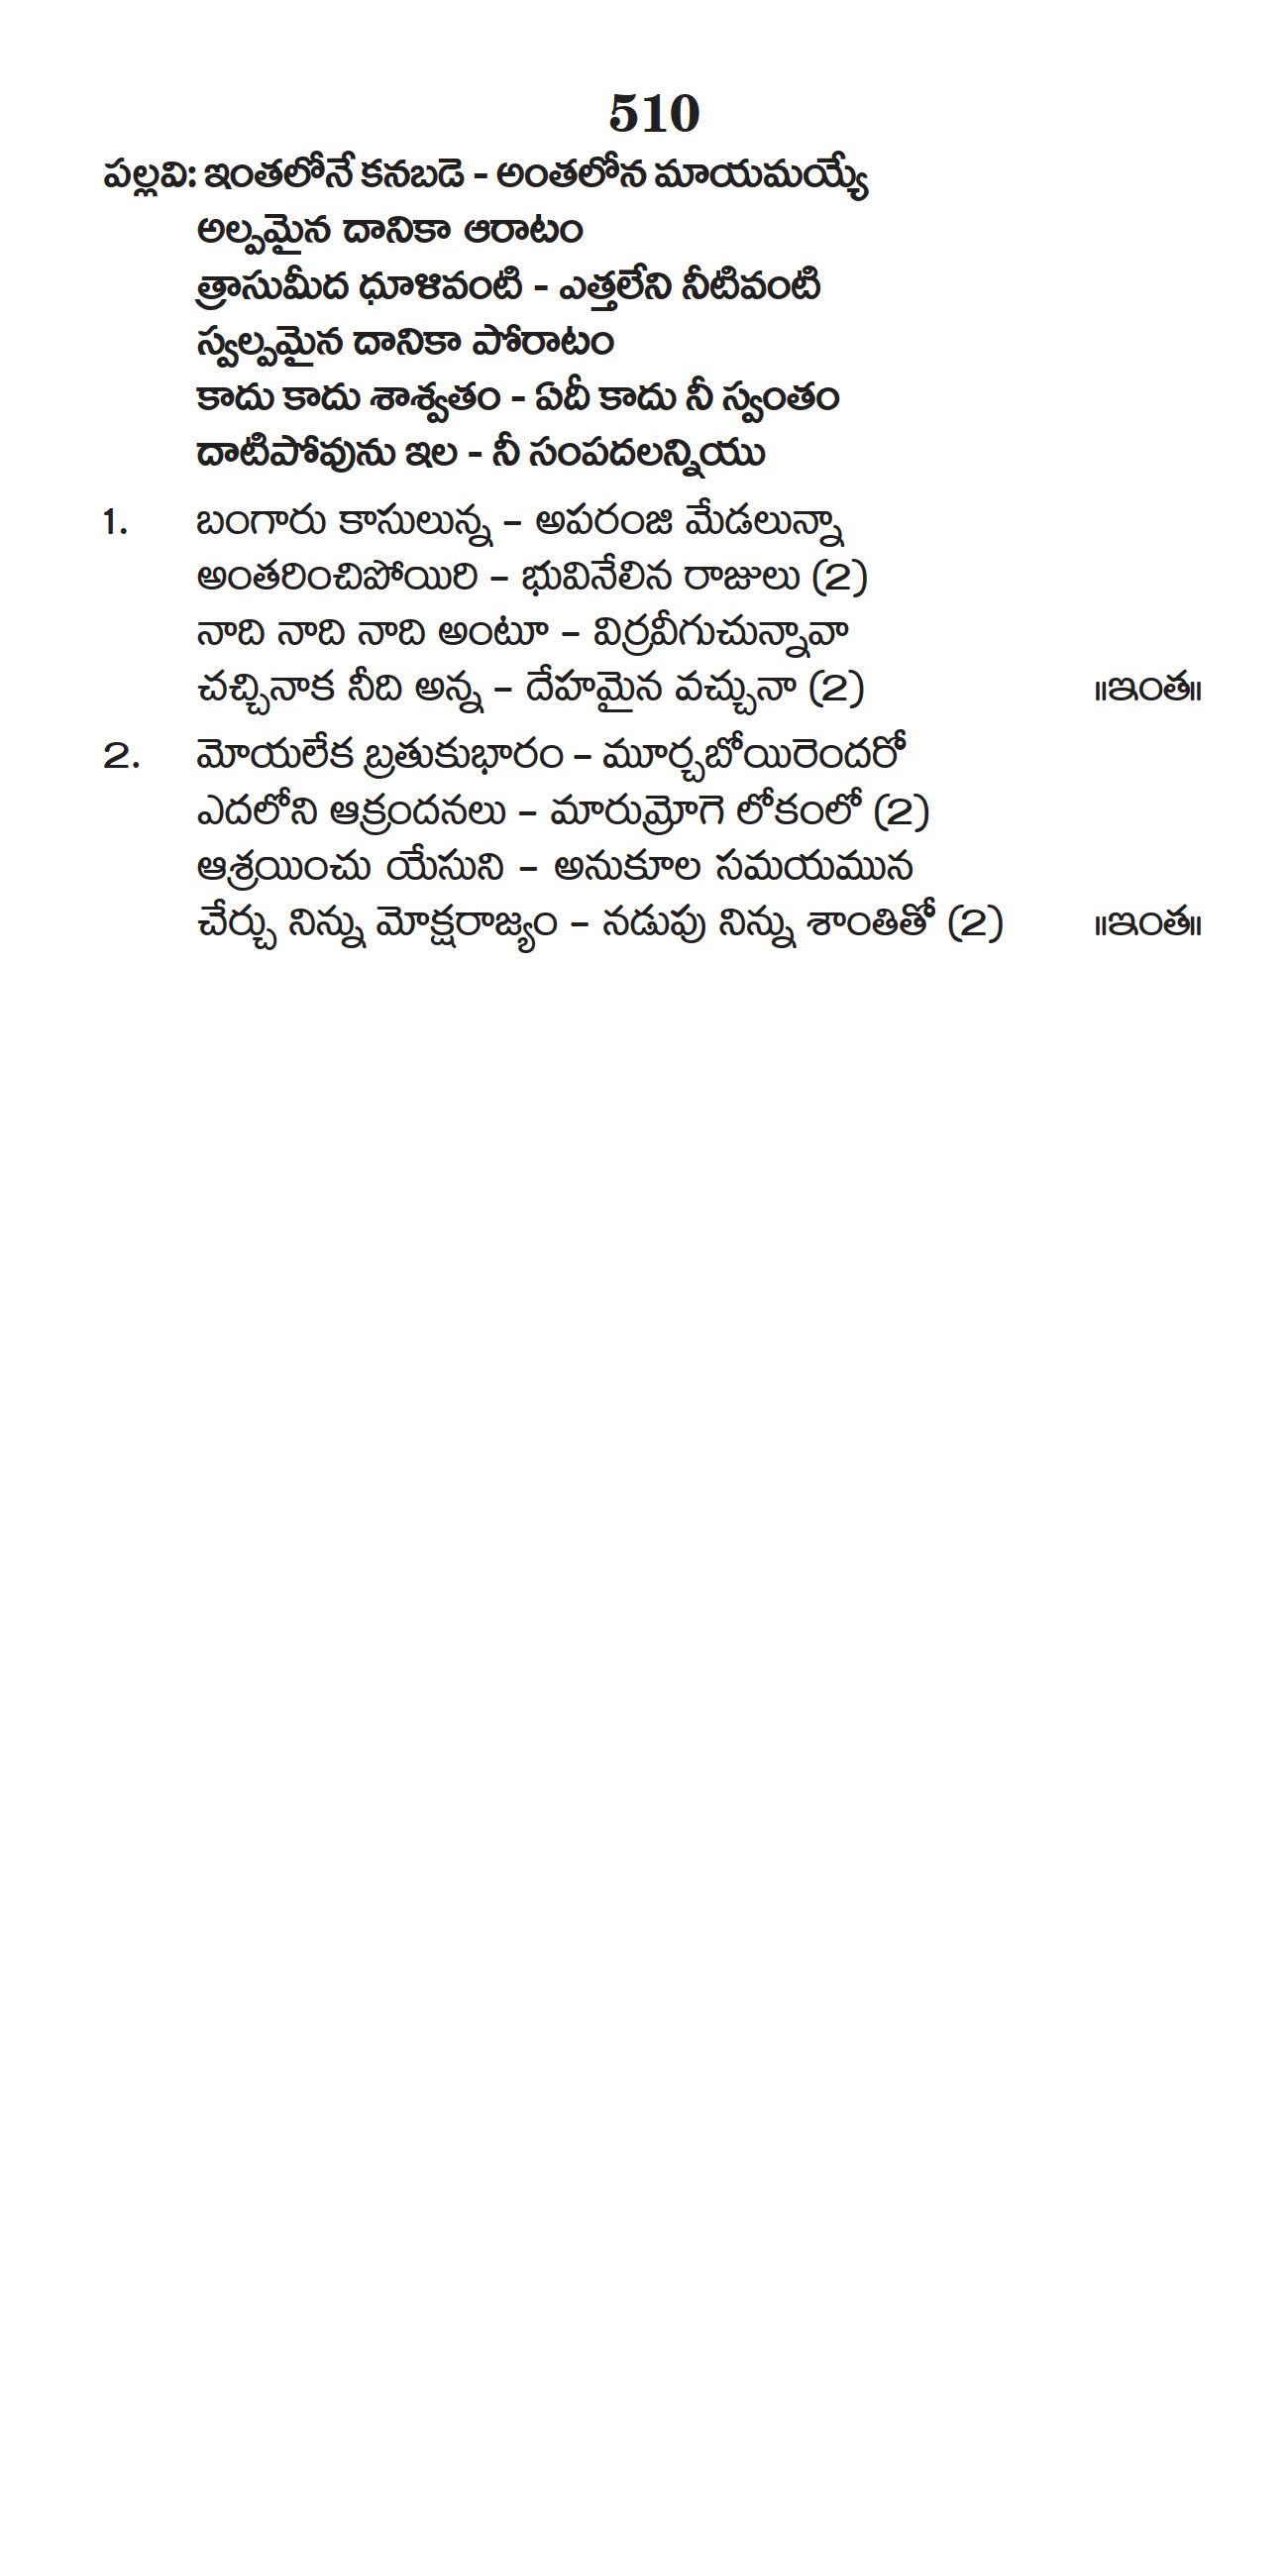 510
పల్లవి: ఇంతలోనే కనబడె - అంతలోన మాయమయ్యే
అల్పమైన దానికా ఆరాటం
త్రాసుమీద ధూళివంటి - ఎత్తలేని నీటివంటి
స్వల్పమైన దానికా పోరాటం
కాదు కాదు శాశ్వతం - ఏదీ కాదు నీ స్వంతం
దాటిపోవును ఇల - నీ సంపదలన్నియు
1. బంగారు కాసులున్న – అపరంజి మేడలున్నా
అంతరించిపోయిరి – భువినేలిన రాజులు (2)
నాది నాది నాది అంటూ – విర్రవీగుచున్నావా
చచ్చినాక నీది అన్న – దేహమైన వచ్చునా (2) ॥ఇంత॥
2. మోయలేక బ్రతుకుభారం – మూర్చబోయిరెందరో
ఎదలోని ఆక్రందనలు – మారుమ్రోగె లోకంలో (2)
ఆశ్రయించు యేసుని – అనుకూల సమయమున
చేర్చు నిన్ను మోక్షరాజ్యం – నడుపు నిన్ను శాంతితో (2) ॥ఇంత॥